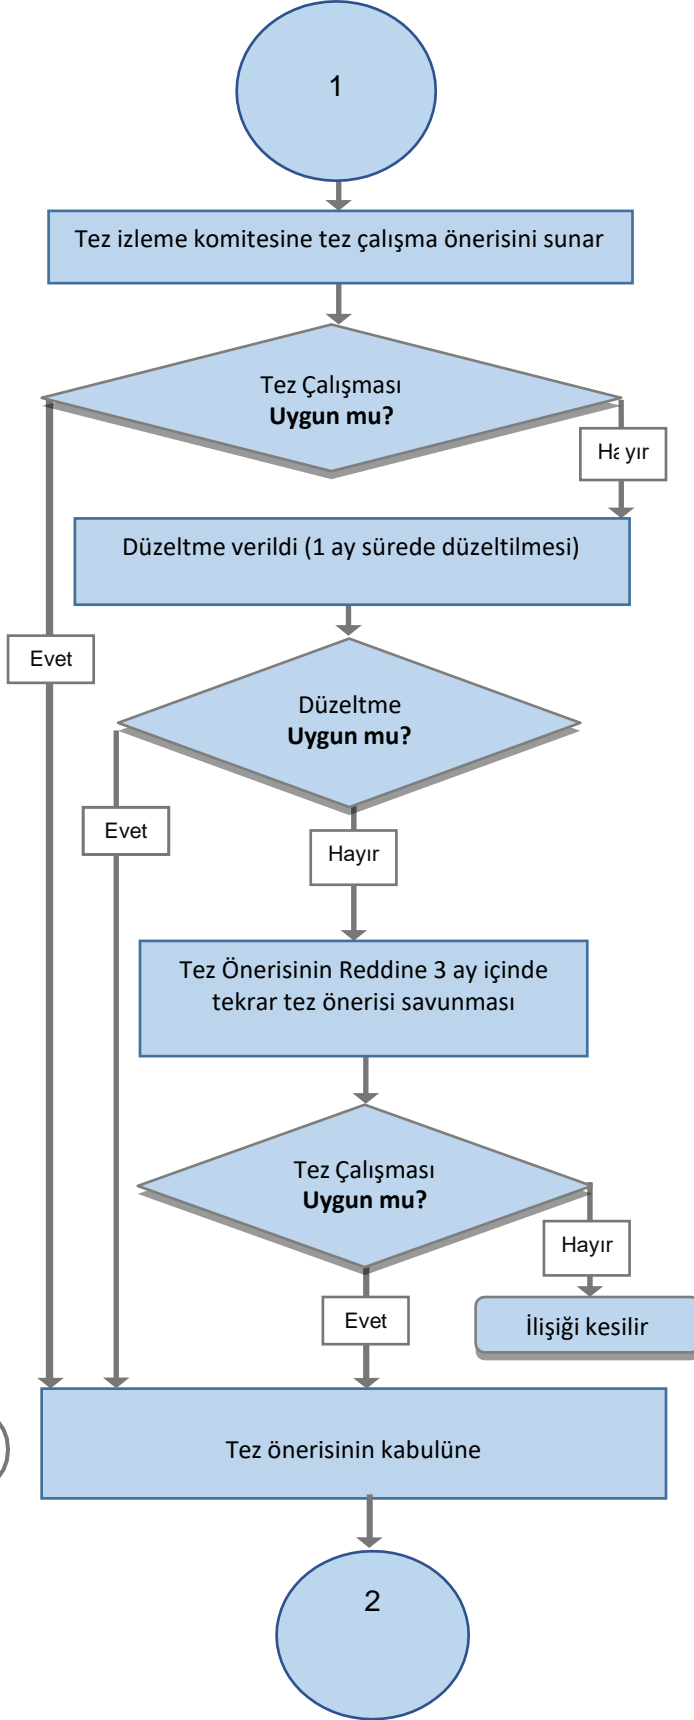 1
Tez izleme komitesine tez çalışma önerisini sunar
Tez Çalışması
Uygun mu?
Hayır
Düzeltme verildi (1 ay sürede düzeltilmesi)
Evet
Düzeltme
Uygun mu?
Evet
Hayır
Tez Önerisinin Reddine 3 ay içinde
tekrar tez önerisi savunması
Tez Çalışması
Uygun mu?
Hayır
Evet
İlişiği kesilir
Tez önerisinin kabulüne
2